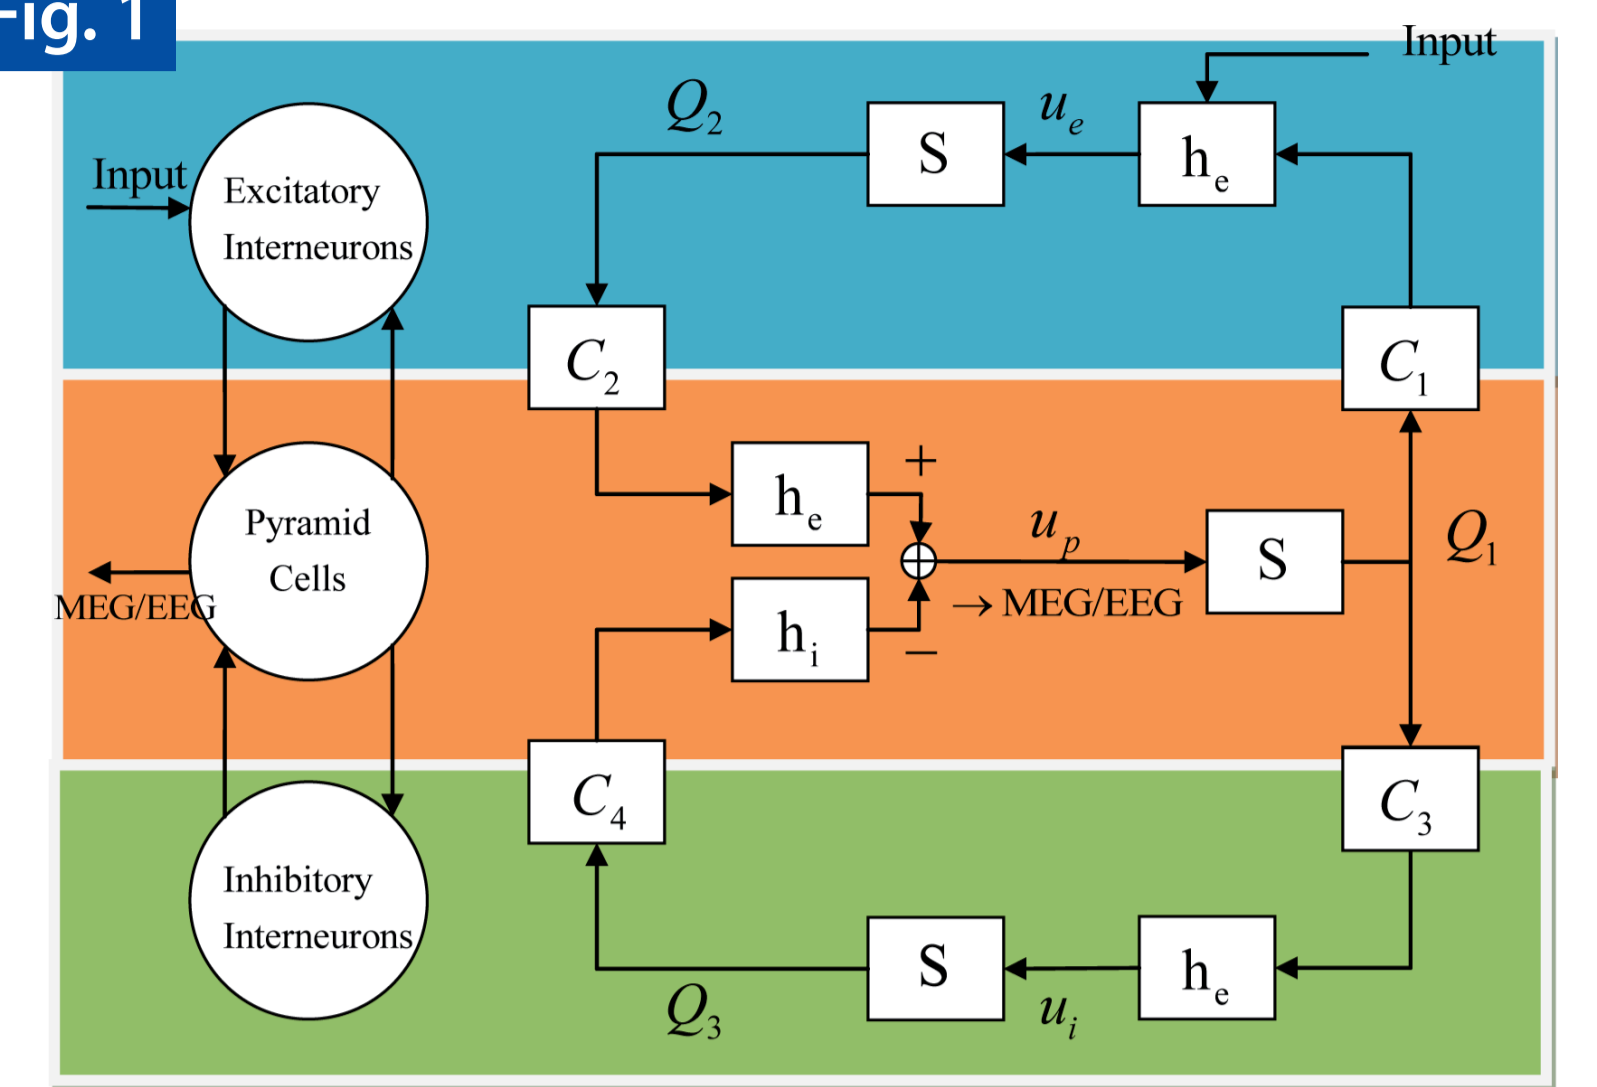 Fig. 1
Input
Q₂
uₑ
S
hₑ
Input
Excitatory
Interneurons
C₂
C₁
hₑ
+
Pyramid
Cells
uₚ
S
Q₁
MEG/EEG
→ MEG/EEG
hᵢ
−
C₄
C₃
Inhibitory
Interneurons
S
hₑ
Q₃
uᵢ